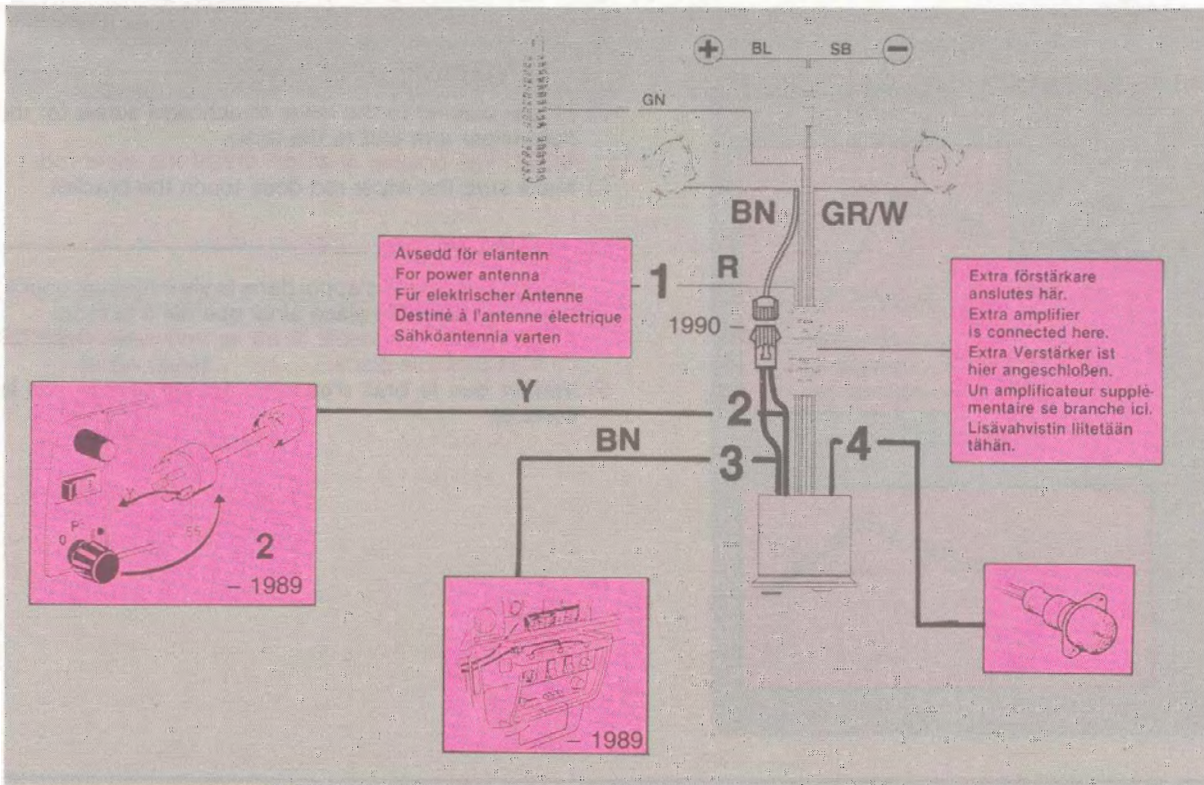 + BL SB −
GN
BN GR/W
Avsedd för elantenn
For power antenna
Für elektrischer Antenne
Destiné à l'antenne électrique
Sähköantennia varten
1 R
1990 –
Extra förstärkare
anslutes här.
Extra amplifier
is connected here.
Extra Verstärker ist
hier angeschloßen.
Un amplificateur supplé-
mentaire se branche ici.
Lisävahvistin liitetään
tähän.
Y 2
BN 3
4
Y
P
0
55
2
– 1989
– 1989